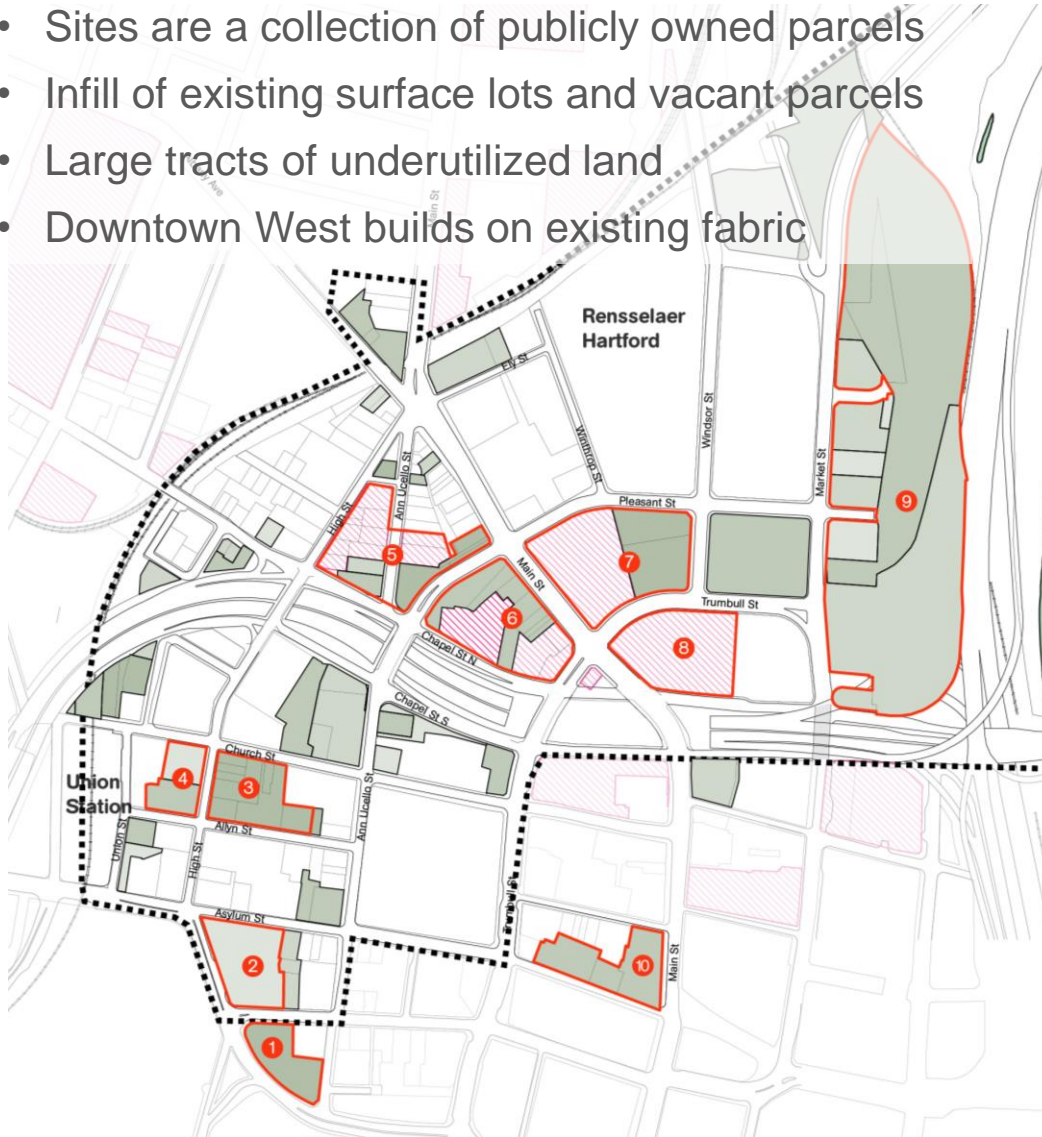 • Sites are a collection of publicly owned parcels
• Infill of existing surface lots and vacant parcels
• Large tracts of underutilized land
• Downtown West builds on existing fabric
Main St
Rensselaer
Hartford
Ely St
Winthrop St
Windsor St
Market St
High St
Ann Ucello St
Pleasant St
9
5
7
Main St
6
Trumbull St
8
Chapel St N
Chapel St S
Church St
Union
Station
4
3
Ann Ucello St
Allyn St
Union St
High St
Trumbull St
Asylum St
2
10
Main St
1